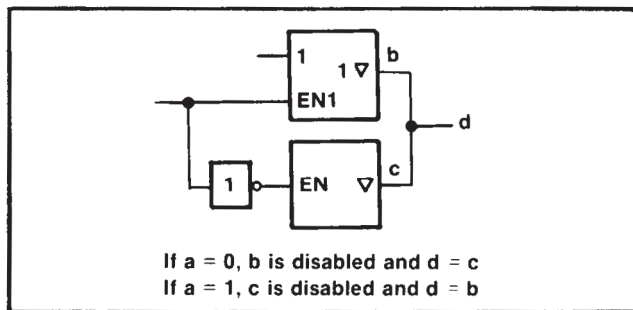 1
b
1 ▽
EN1
d
c
1
EN
▽
If a = 0, b is disabled and d = c
If a = 1, c is disabled and d = b